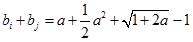 b_i + b_j = a + \frac{1}{2}a^2 + \sqrt{1+2a} - 1